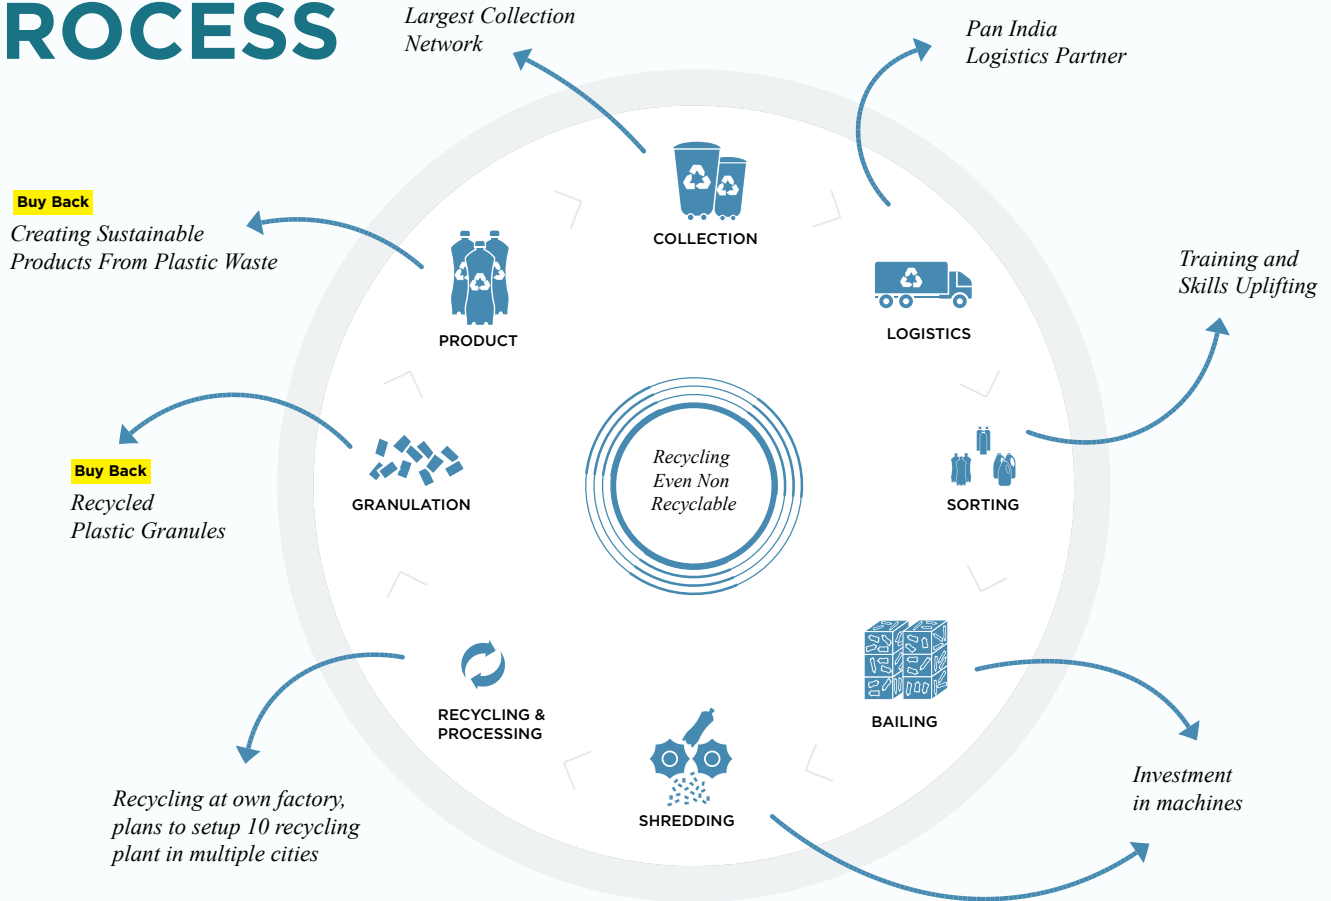 ROCESS
Largest Collection
Network
Pan India
Logistics Partner
COLLECTION
Buy Back
Creating Sustainable
Products From Plastic Waste
PRODUCT
LOGISTICS
Training and
Skills Uplifting
Buy Back
Recycled
Plastic Granules
GRANULATION
Recycling
Even Non
Recyclable
SORTING
RECYCLING &
PROCESSING
BAILING
SHREDDING
Recycling at own factory,
plans to setup 10 recycling
plant in multiple cities
Investment
in machines